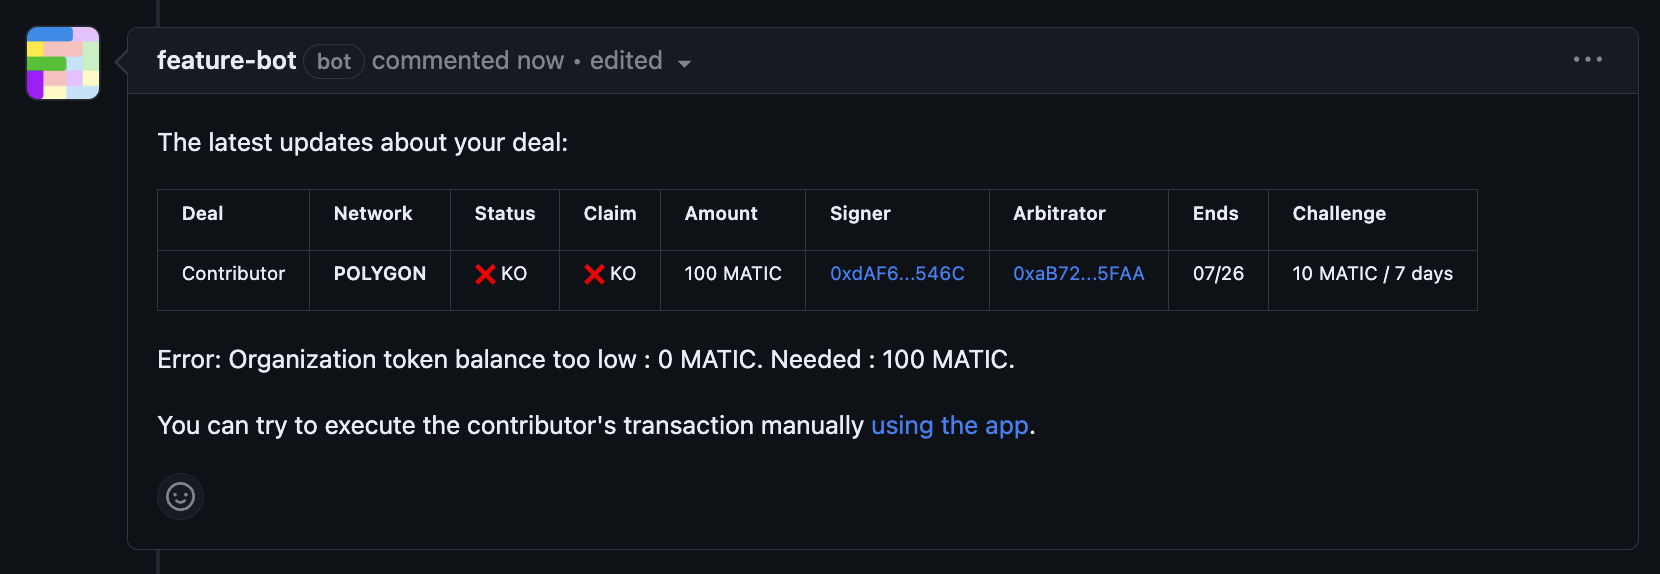 feature-bot bot commented now • edited
The latest updates about your deal:
Deal Network Status Claim Amount Signer Arbitrator Ends Challenge
Contributor POLYGON ❌ KO ❌ KO 100 MATIC 0xdAF6...546C 0xaB72...5FAA 07/26 10 MATIC / 7 days
Error: Organization token balance too low : 0 MATIC. Needed : 100 MATIC.
You can try to execute the contributor's transaction manually using the app.